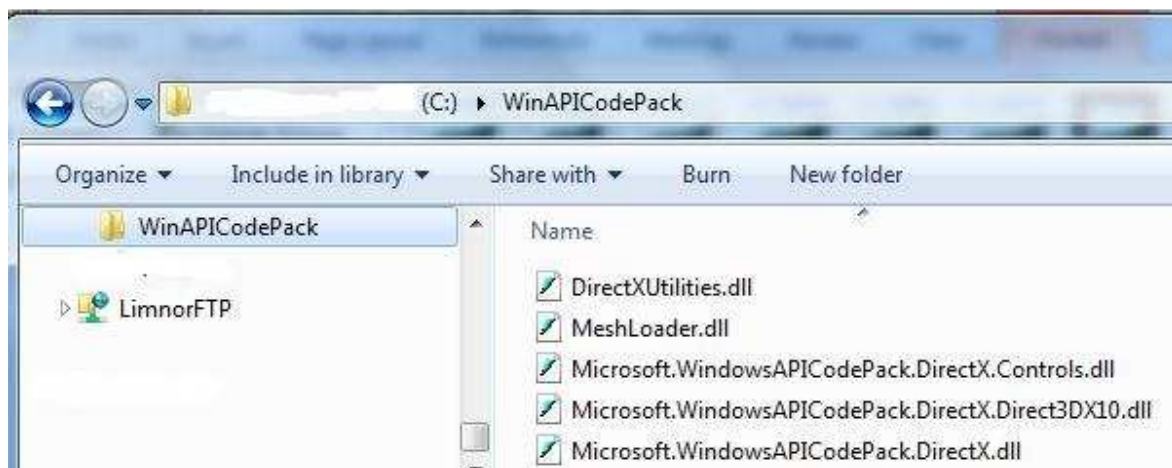 (C:) WinAPICodePack
Organize Include in library Share with Burn New folder
WinAPICodePack
LimnorFTP
Name
DirectXUtilities.dll
MeshLoader.dll
Microsoft.WindowsAPICodePack.DirectX.Controls.dll
Microsoft.WindowsAPICodePack.DirectX.Direct3DX10.dll
Microsoft.WindowsAPICodePack.DirectX.dll